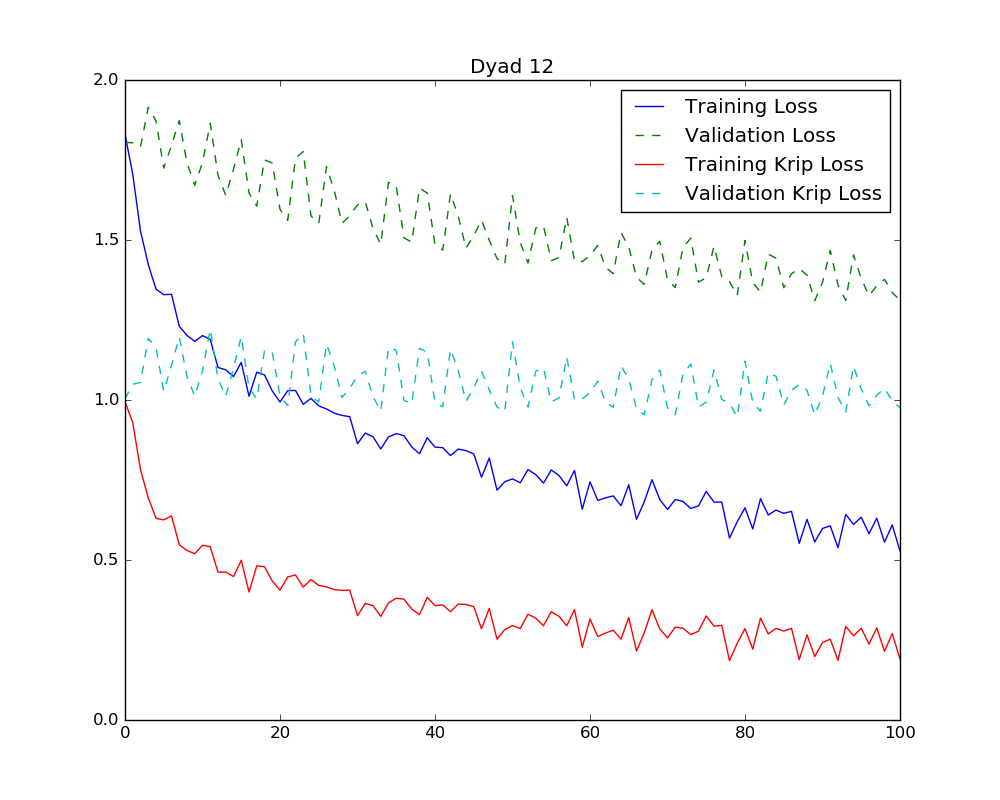 Dyad 12
2.0
1.5
1.0
0.5
0.0
Training Loss
Validation Loss
Training Krip Loss
Validation Krip Loss
0 20 40 60 80 100